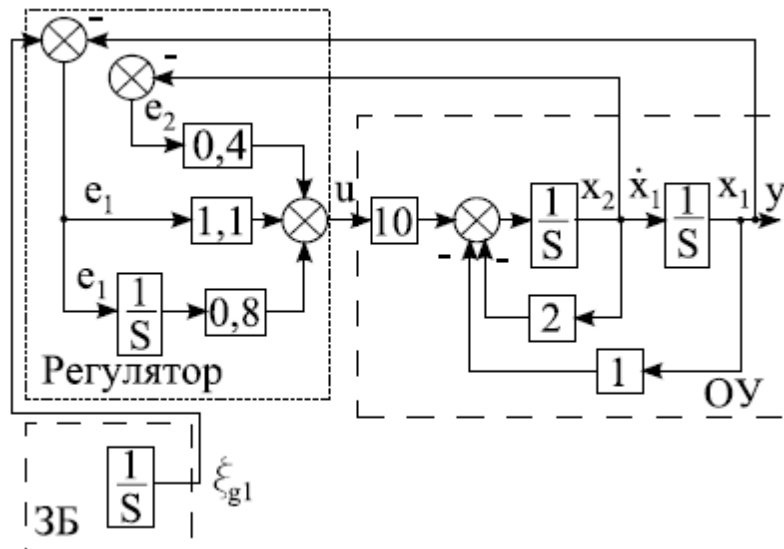 -
-
e₂
0,4
e₁
1,1
u
10
-
-
1/S
x₂
ẋ₁
1/S
x₁
y
e₁
1/S
0,8
2
1
Регулятор
ОУ
1/S
ξg1
ЗБ